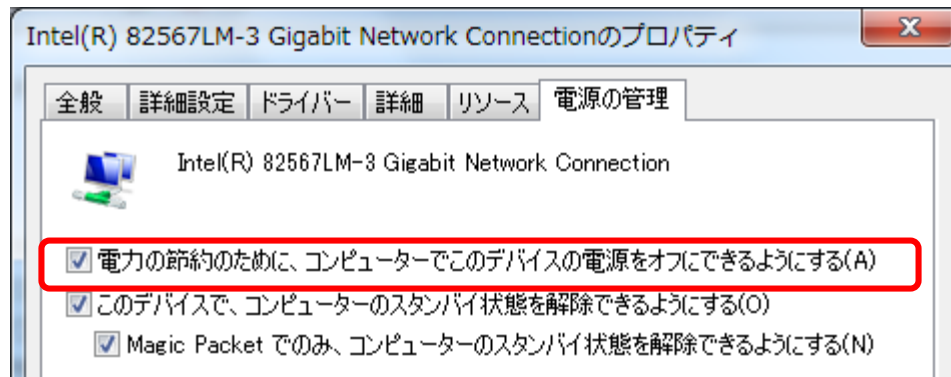 Intel(R) 82567LM-3 Gigabit Network Connectionのプロパティ
全般 詳細設定 ドライバー 詳細 リソース 電源の管理
Intel(R) 82567LM-3 Gigabit Network Connection
電力の節約のために、コンピューターでこのデバイスの電源をオフにできるようにする(A)
このデバイスで、コンピューターのスタンバイ状態を解除できるようにする(O)
Magic Packet でのみ、コンピューターのスタンバイ状態を解除できるようにする(N)